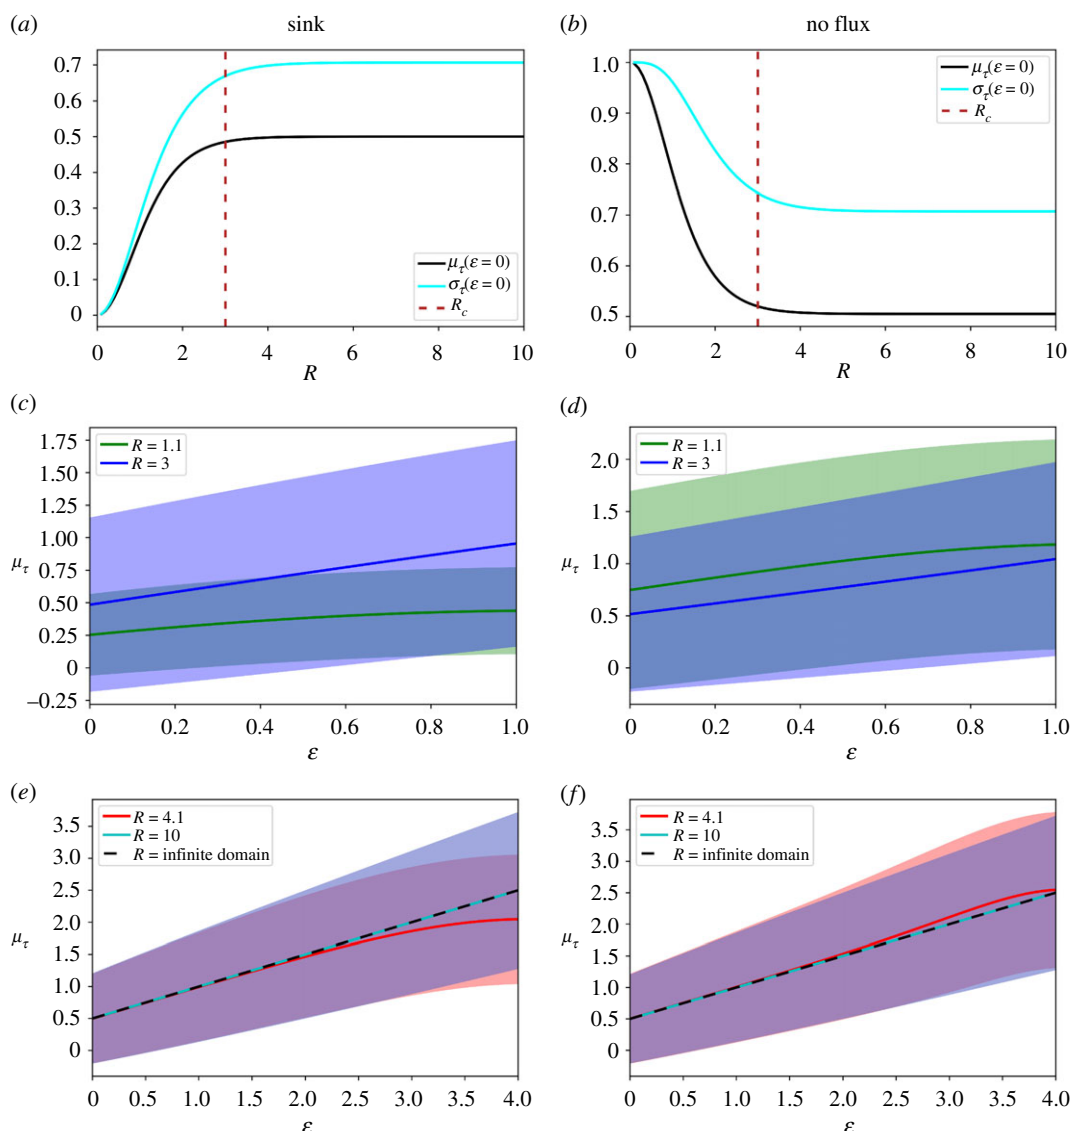 (a) sink
0.7
0.6
0.5
0.4
0.3
0.2
0.1
0
μτ(ε = 0)
στ(ε = 0)
Rc
0 2 4 6 8 10
R
(b) no flux
1.0
0.9
0.8
0.7
0.6
0.5
μτ(ε = 0)
στ(ε = 0)
Rc
0 2 4 6 8 10
R
(c)
R = 1.1
R = 3
1.75
1.50
1.25
1.00
0.75
0.50
0.25
0
–0.25
μτ
0 0.2 0.4 0.6 0.8 1.0
ε
(d)
R = 1.1
R = 3
2.0
1.5
1.0
0.5
0
μτ
0 0.2 0.4 0.6 0.8 1.0
ε
(e)
R = 4.1
R = 10
R = infinite domain
3.5
3.0
2.5
2.0
1.5
1.0
0.5
0
μτ
0 0.5 1.0 1.5 2.0 2.5 3.0 3.5 4.0
ε
(f)
R = 4.1
R = 10
R = infinite domain
3.5
3.0
2.5
2.0
1.5
1.0
0.5
0
μτ
0 0.5 1.0 1.5 2.0 2.5 3.0 3.5 4.0
ε